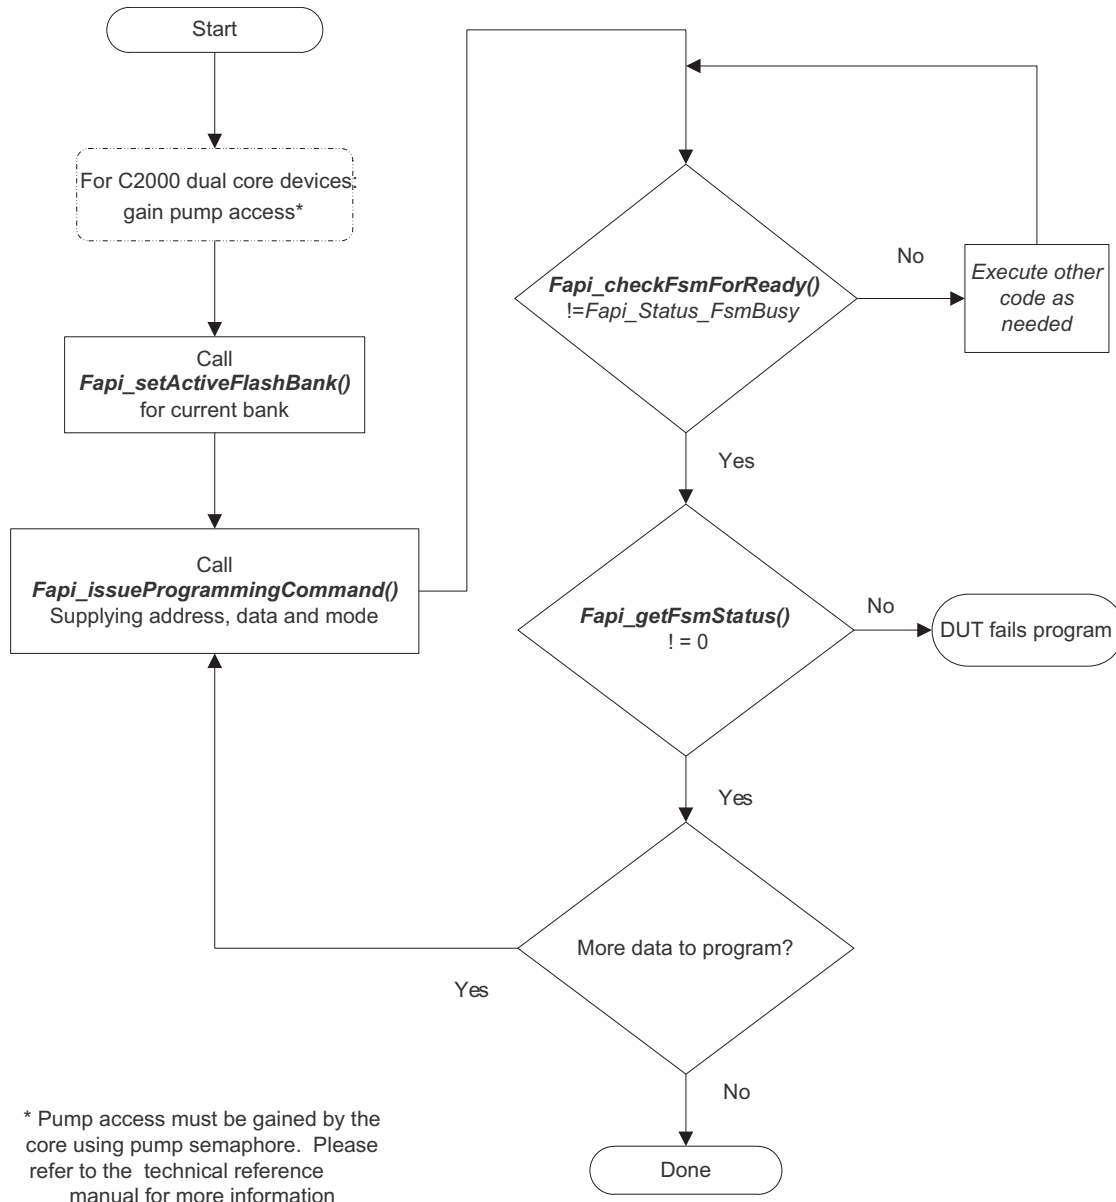 Start
For C2000 dual core devices:
gain pump access*
Call
Fapi_setActiveFlashBank()
for current bank
Call
Fapi_issueProgrammingCommand()
Supplying address, data and mode
Fapi_checkFsmForReady()
!=Fapi_Status_FsmBusy
No
Execute other
code as
needed
Yes
Fapi_getFsmStatus()
! = 0
No
DUT fails program
Yes
More data to program?
Yes
No
Done
* Pump access must be gained by the
core using pump semaphore. Please
refer to the technical reference
manual for more information